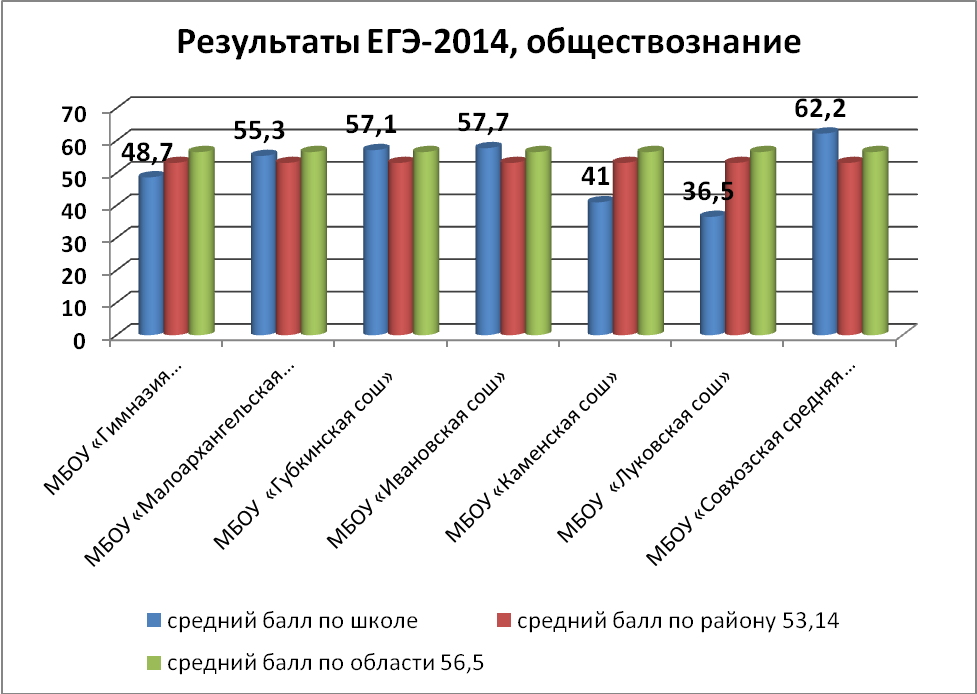 Результаты ЕГЭ-2014, обществознание
70
60
50
40
30
20
10
0
48,7
55,3
57,1
57,7
41
36,5
62,2
МБОУ «Гимназия...
МБОУ «Малоархангельская...
МБОУ «Губкинская сош»
МБОУ «Ивановская сош»
МБОУ «Каменская сош»
МБОУ «Луковская сош»
МБОУ «Совхозская средняя...
средний балл по школе
средний балл по району 53,14
средний балл по области 56,5